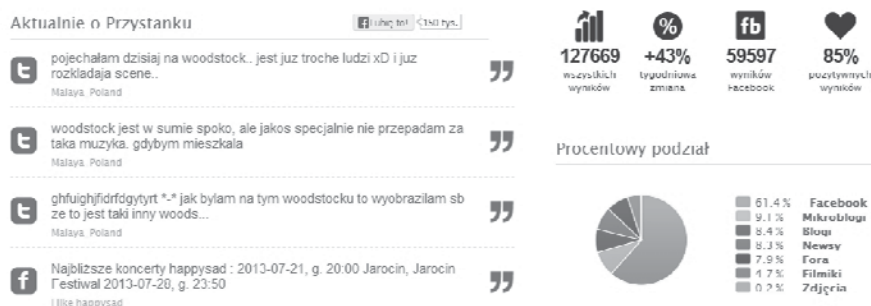 Aktualnie o Przystanku
Lubię to! 150 tys.
pojechałam dzisiaj na woodstock.. jest juz troche ludzi xD i juz
rozkladaja scene..
Malaya Poland
woodstock jest w sumie spoko, ale jakos specjalnie nie przepadam za
taka muzyka. gdybym mieszkala
Malaya Poland
ghfuighjfidrfdgytyrt *-* jak bylam na tym woodstocku to wyobrazilam sb
ze to jest taki inny woods...
Malaya Poland
Najbliższe koncerty happysad : 2013-07-21, g. 20:00 Jarocin, Jarocin
Festiwal 2013-07-28, g. 23:50
I like happysad
127669
wszystkich
wyników
+43%
tygodniowa
zmiana
59597
wyników
Facebook
85%
pozytywnych
wyników
Procentowy podział
61.4 % Facebook
9.1 % Mikroblogi
8.4 % Blogi
8.3 % Newsy
7.9 % Fora
4.7 % Filmiki
0.2 % Zdjęcia